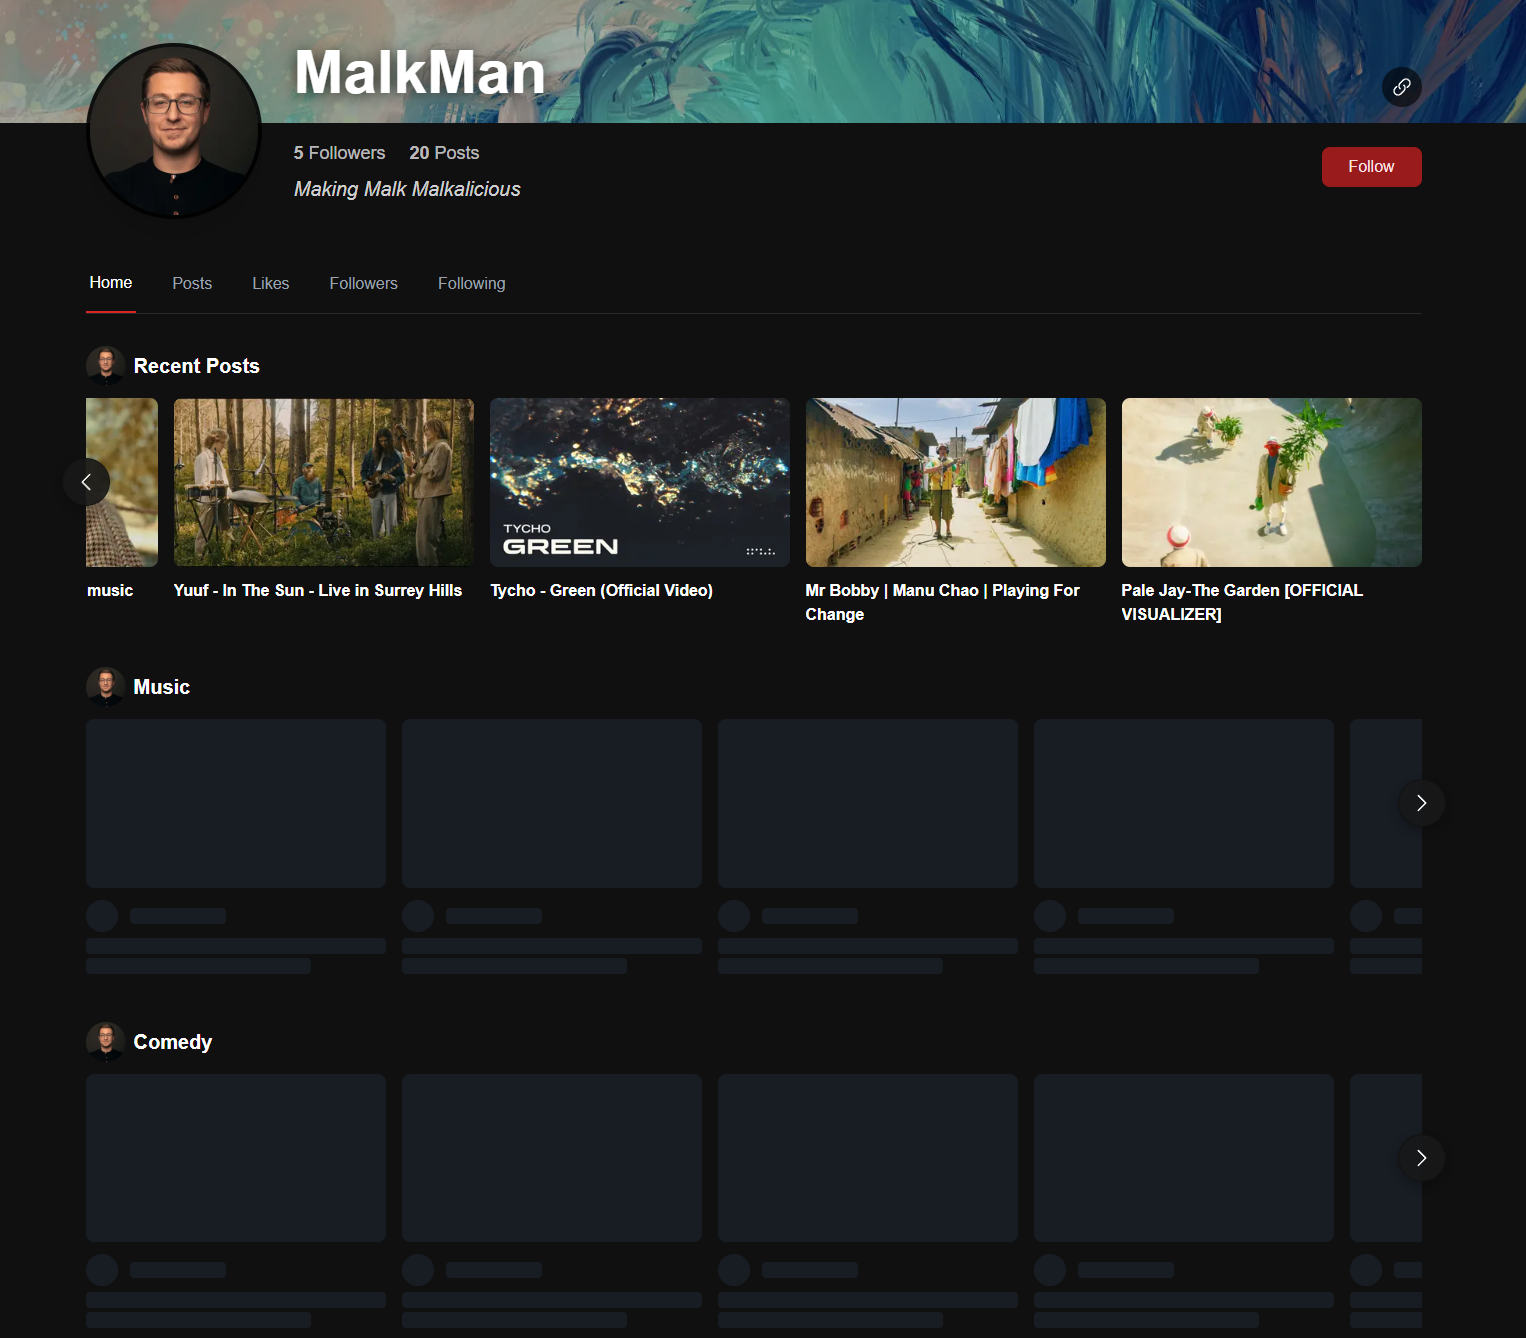 MalkMan
5 Followers 20 Posts
Making Malk Malkalicious
Follow
Home Posts Likes Followers Following
Recent Posts
TYCHO
GREEN
music
Yuuf - In The Sun - Live in Surrey Hills
Tycho - Green (Official Video)
Mr Bobby | Manu Chao | Playing For
Change
Pale Jay-The Garden [OFFICIAL
VISUALIZER]
Music
Comedy